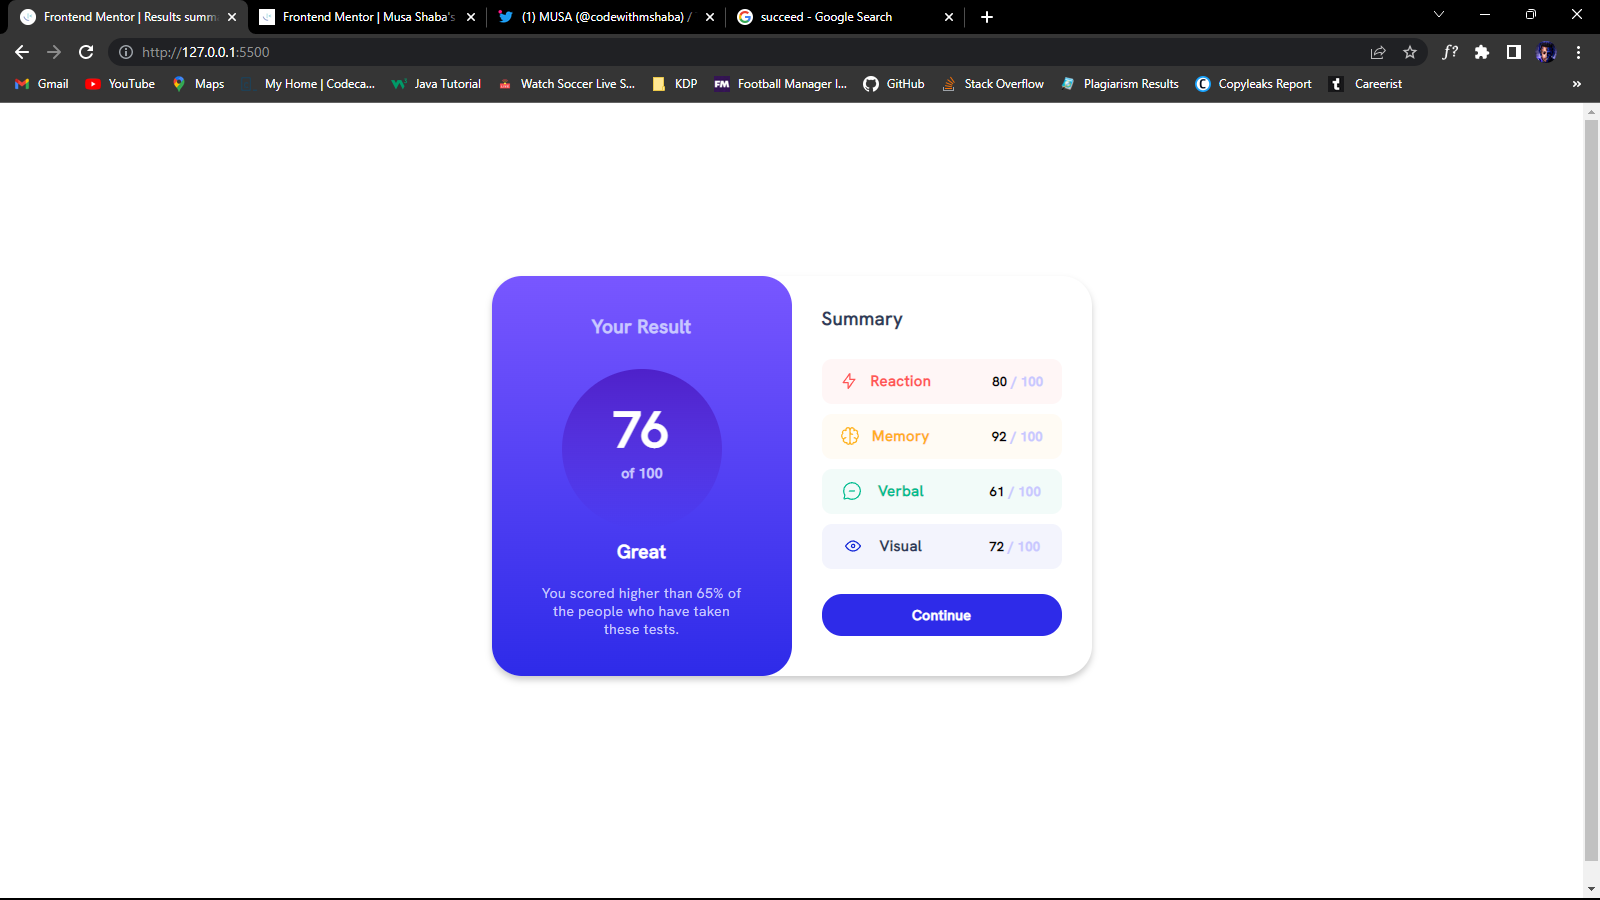 Frontend Mentor | Results summ
Frontend Mentor | Musa Shaba's
(1) MUSA (@codewithmshaba) /
succeed - Google Search
http://127.0.0.1:5500
f?
Gmail
YouTube
Maps
My Home | Codeca...
Java Tutorial
Watch Soccer Live S...
KDP
FM Football Manager I...
GitHub
Stack Overflow
Plagiarism Results
C Copyleaks Report
t Careerist
»
Your Result
76
of 100
Great
You scored higher than 65% of
the people who have taken
these tests.
Summary
Reaction 80 / 100
Memory 92 / 100
Verbal 61 / 100
Visual 72 / 100
Continue